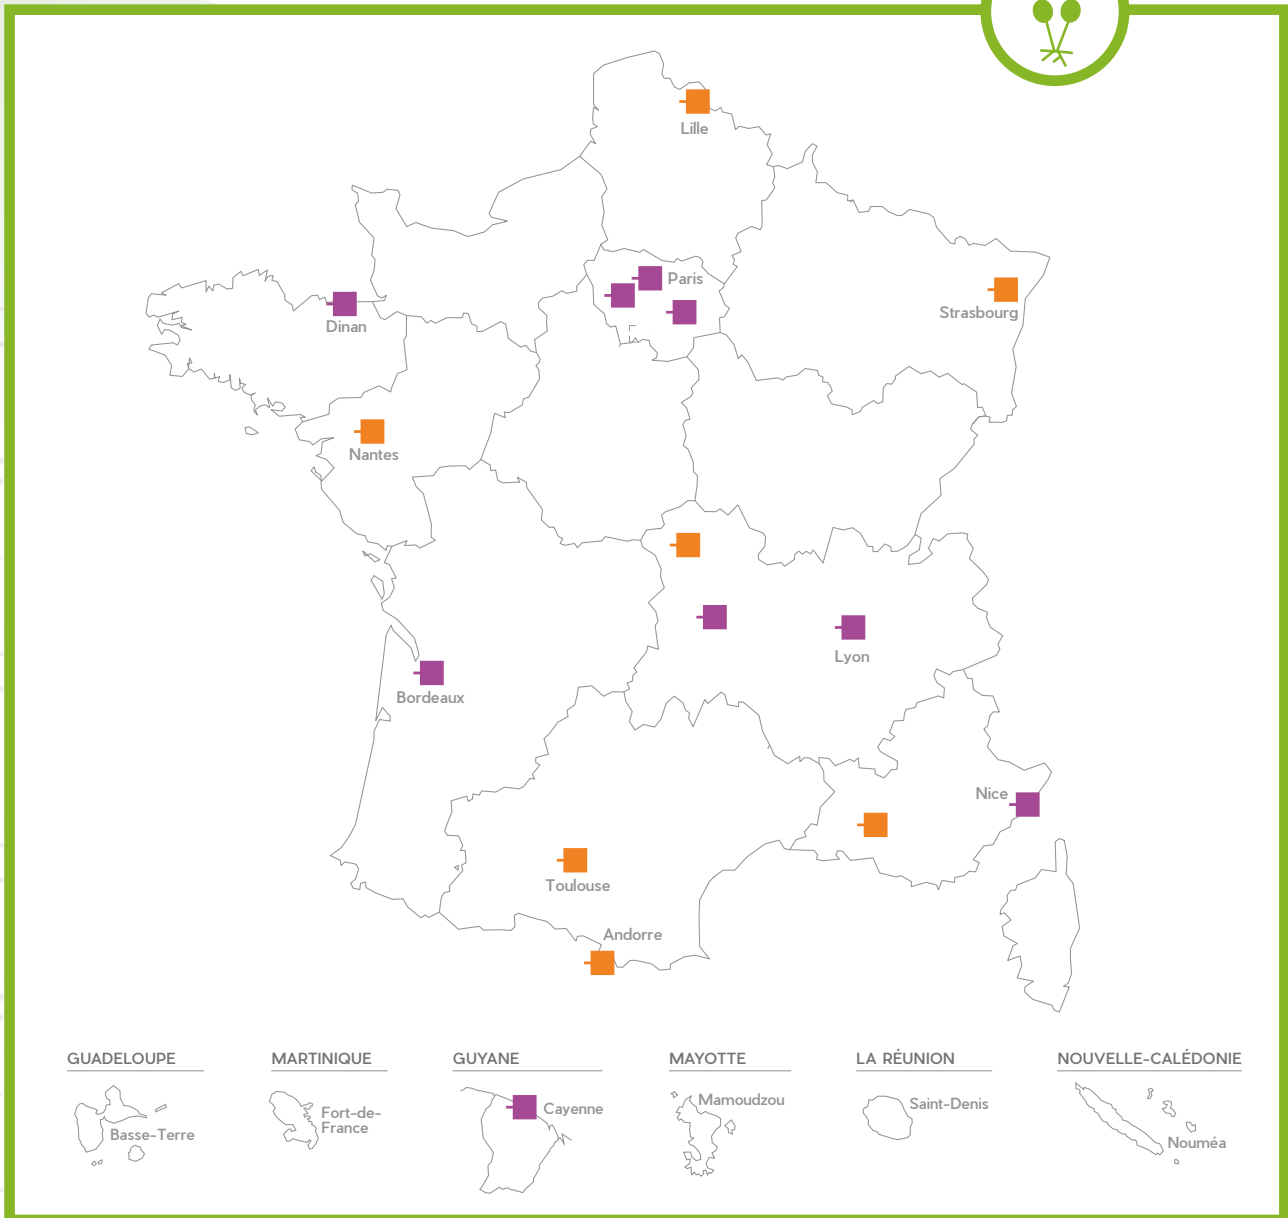 Lille
Paris
Dinan
Strasbourg
Nantes
Lyon
Bordeaux
Nice
Toulouse
Andorre
GUADELOUPE
MARTINIQUE
GUYANE
MAYOTTE
LA RÉUNION
NOUVELLE-CALÉDONIE
Basse-Terre
Fort-de-
France
Cayenne
Mamoudzou
Saint-Denis
Nouméa